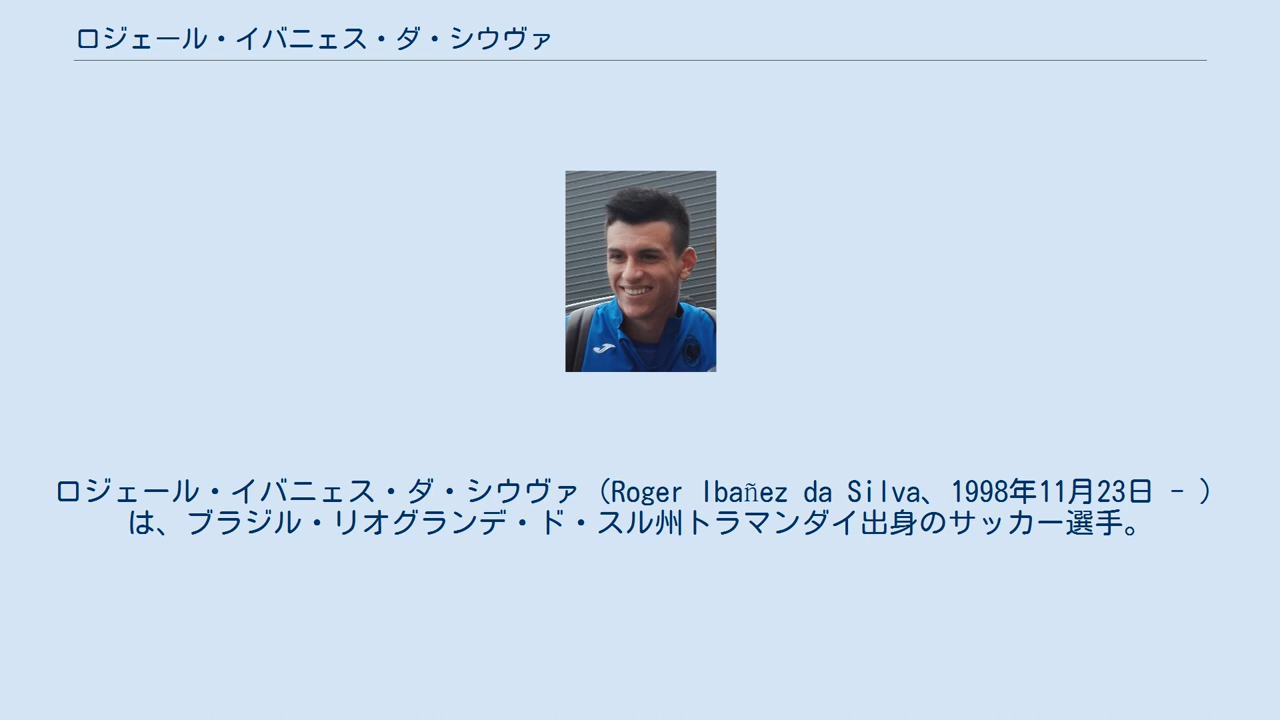 ロジェール・イバニェス・ダ・シウヴァ
ロジェール・イバニェス・ダ・シウヴァ（Roger Ibañez da Silva、1998年11月23日 - ）
は、ブラジル・リオグランデ・ド・スル州トラマンダイ出身のサッカー選手。